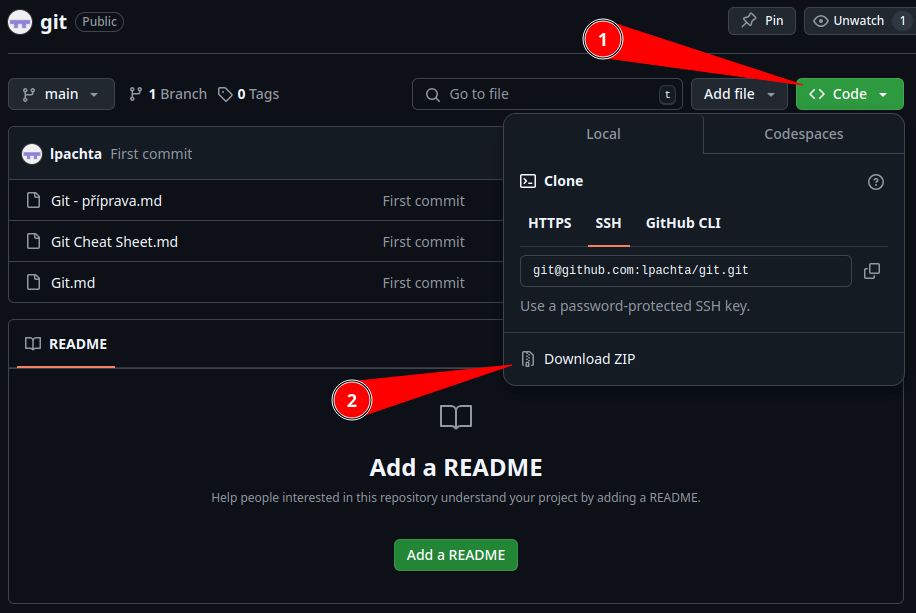 git Public Pin Unwatch 1
1
main 1 Branch 0 Tags Go to file t Add file Code
lpachta First commit
Git - příprava.md First commit
Git Cheat Sheet.md First commit
Git.md First commit
Local Codespaces
Clone
HTTPS SSH GitHub CLI
git@github.com:lpachta/git.git
Use a password-protected SSH key.
Download ZIP
2
README
Add a README
Help people interested in this repository understand your project by adding a README.
Add a README